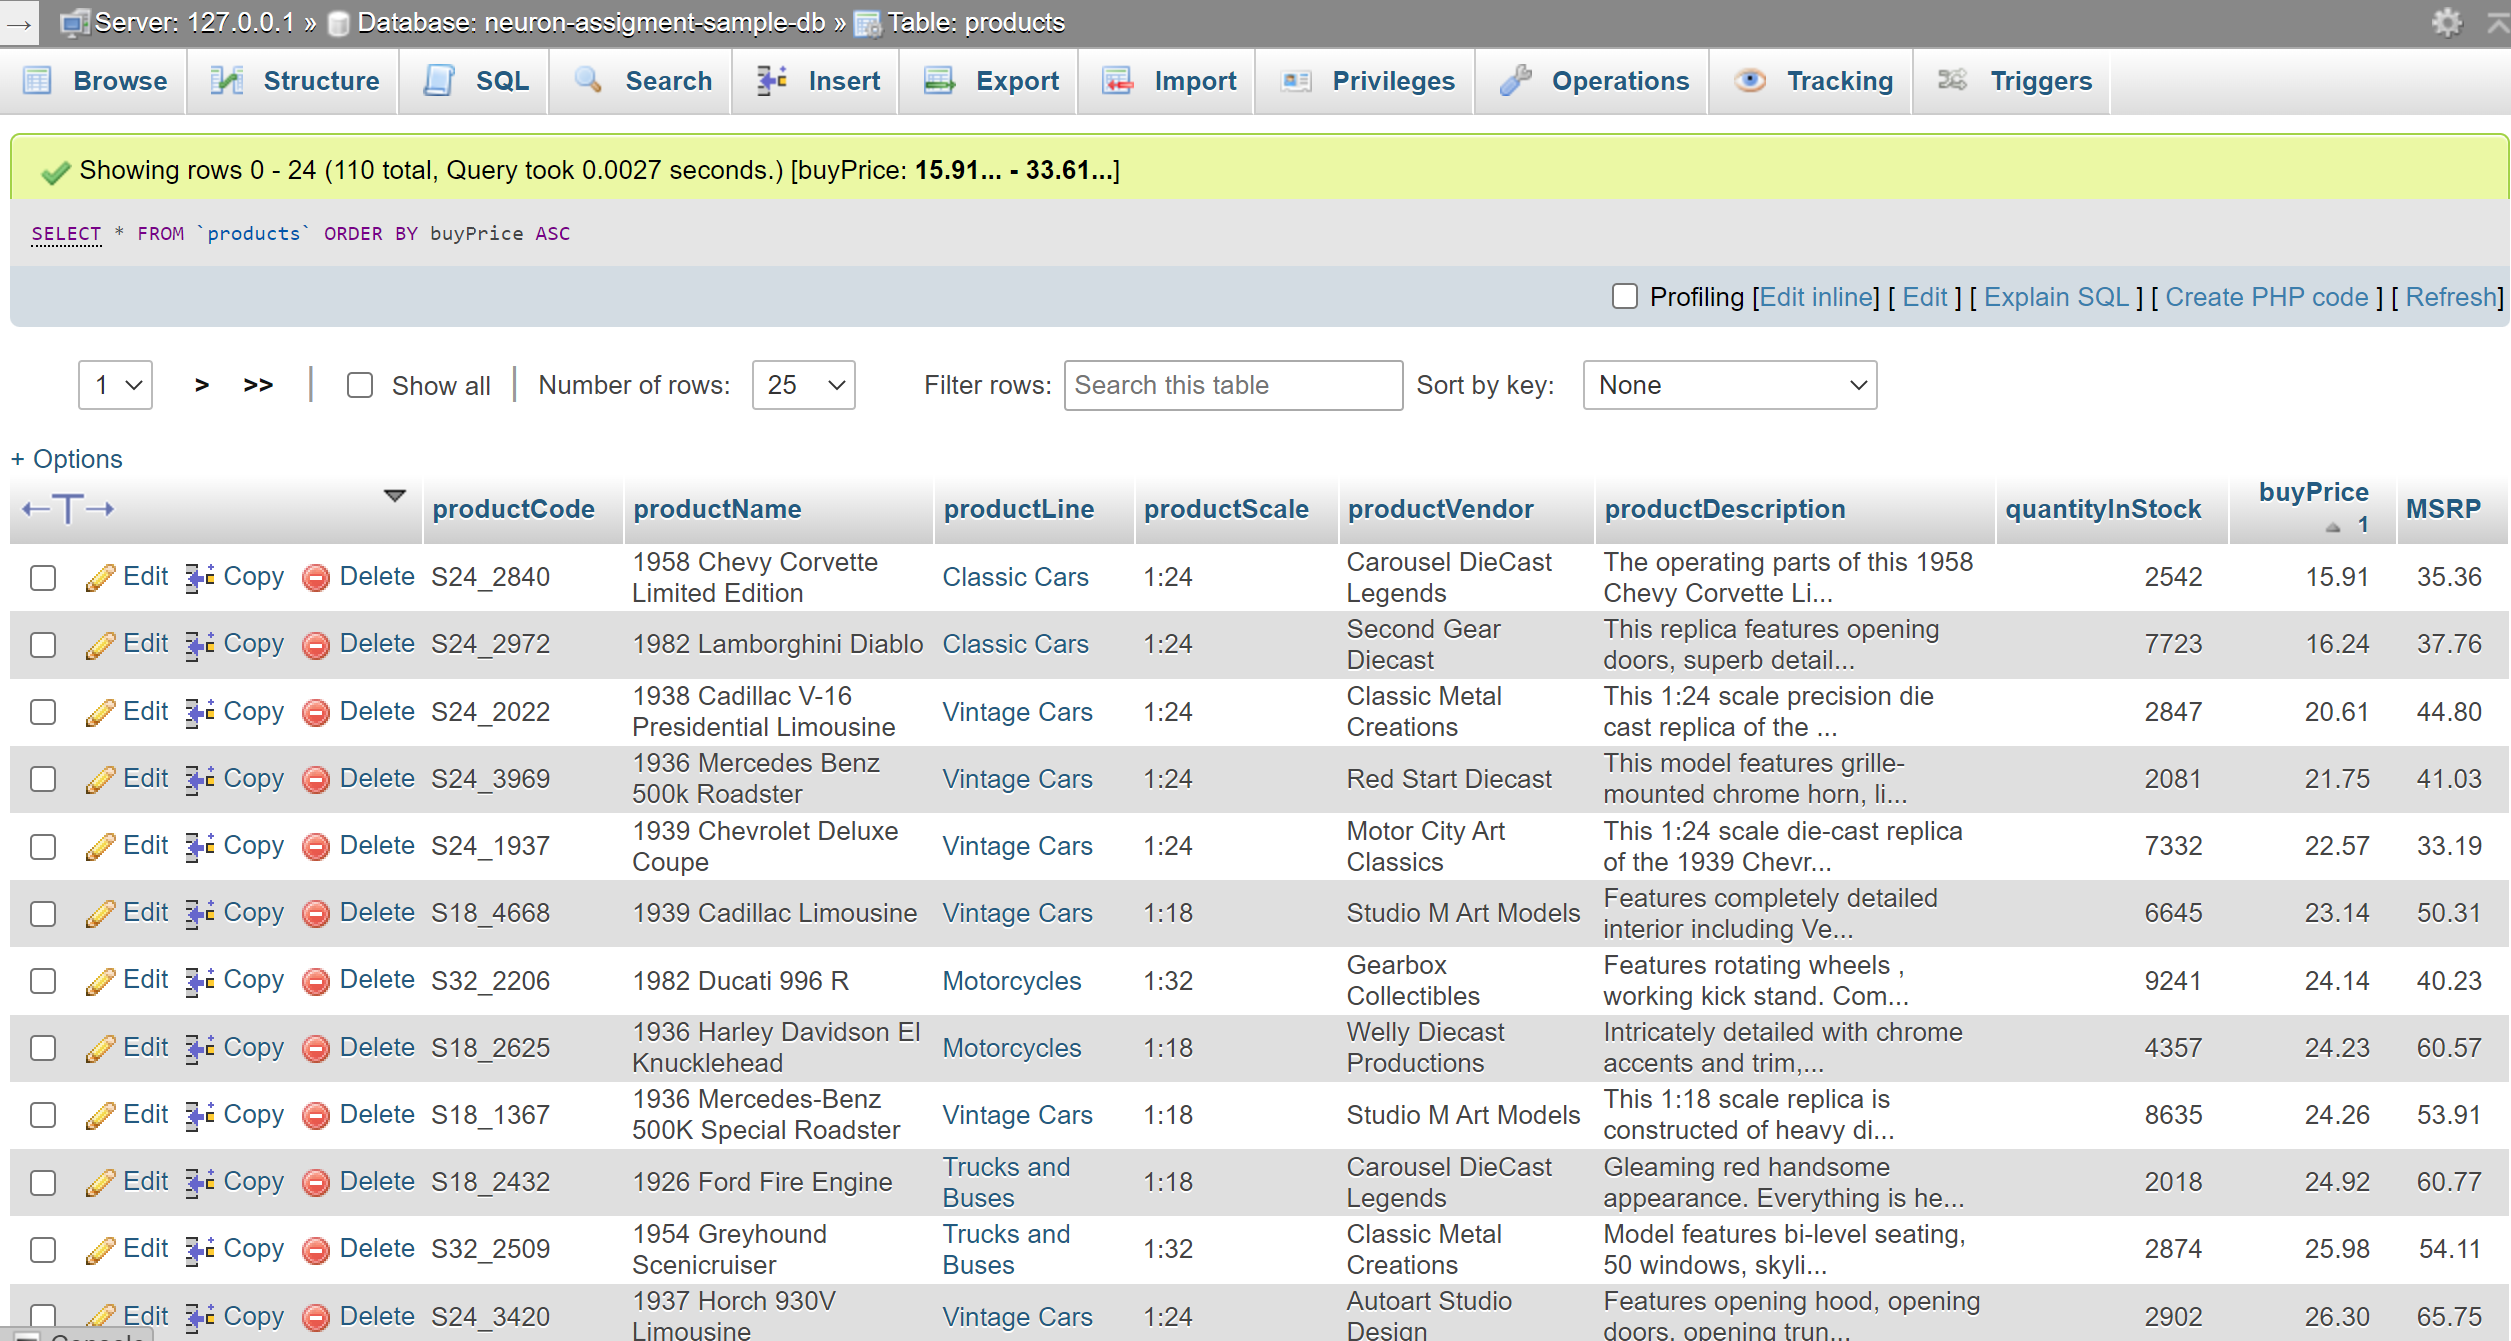 Server: 127.0.0.1 » Database: neuron-assigment-sample-db » Table: products
Browse Structure SQL Search Insert Export Import Privileges Operations Tracking Triggers
Showing rows 0 - 24 (110 total, Query took 0.0027 seconds.) [buyPrice: 15.91... - 33.61...]
SELECT * FROM `products` ORDER BY buyPrice ASC
Profiling [Edit inline] [ Edit ] [ Explain SQL ] [ Create PHP code ] [ Refresh]
1 > >> | Show all | Number of rows: 25 Filter rows: Search this table Sort by key: None
+ Options
←T→ productCode productName productLine productScale productVendor productDescription quantityInStock buyPrice 1 MSRP
Edit Copy Delete S24_2840 1958 Chevy Corvette Limited Edition Classic Cars 1:24 Carousel DieCast Legends The operating parts of this 1958 Chevy Corvette Li... 2542 15.91 35.36
Edit Copy Delete S24_2972 1982 Lamborghini Diablo Classic Cars 1:24 Second Gear Diecast This replica features opening doors, superb detail... 7723 16.24 37.76
Edit Copy Delete S24_2022 1938 Cadillac V-16 Presidential Limousine Vintage Cars 1:24 Classic Metal Creations This 1:24 scale precision die cast replica of the ... 2847 20.61 44.80
Edit Copy Delete S24_3969 1936 Mercedes Benz 500k Roadster Vintage Cars 1:24 Red Start Diecast This model features grille-mounted chrome horn, li... 2081 21.75 41.03
Edit Copy Delete S24_1937 1939 Chevrolet Deluxe Coupe Vintage Cars 1:24 Motor City Art Classics This 1:24 scale die-cast replica of the 1939 Chevr... 7332 22.57 33.19
Edit Copy Delete S18_4668 1939 Cadillac Limousine Vintage Cars 1:18 Studio M Art Models Features completely detailed interior including Ve... 6645 23.14 50.31
Edit Copy Delete S32_2206 1982 Ducati 996 R Motorcycles 1:32 Gearbox Collectibles Features rotating wheels , working kick stand. Com... 9241 24.14 40.23
Edit Copy Delete S18_2625 1936 Harley Davidson El Knucklehead Motorcycles 1:18 Welly Diecast Productions Intricately detailed with chrome accents and trim,... 4357 24.23 60.57
Edit Copy Delete S18_1367 1936 Mercedes-Benz 500K Special Roadster Vintage Cars 1:18 Studio M Art Models This 1:18 scale replica is constructed of heavy di... 8635 24.26 53.91
Edit Copy Delete S18_2432 1926 Ford Fire Engine Trucks and Buses 1:18 Carousel DieCast Legends Gleaming red handsome appearance. Everything is he... 2018 24.92 60.77
Edit Copy Delete S32_2509 1954 Greyhound Scenicruiser Trucks and Buses 1:32 Classic Metal Creations Model features bi-level seating, 50 windows, skyli... 2874 25.98 54.11
Edit Copy Delete S24_3420 1937 Horch 930V Limousine Vintage Cars 1:24 Autoart Studio Design Features opening hood, opening doors, opening trun... 2902 26.30 65.75
Console